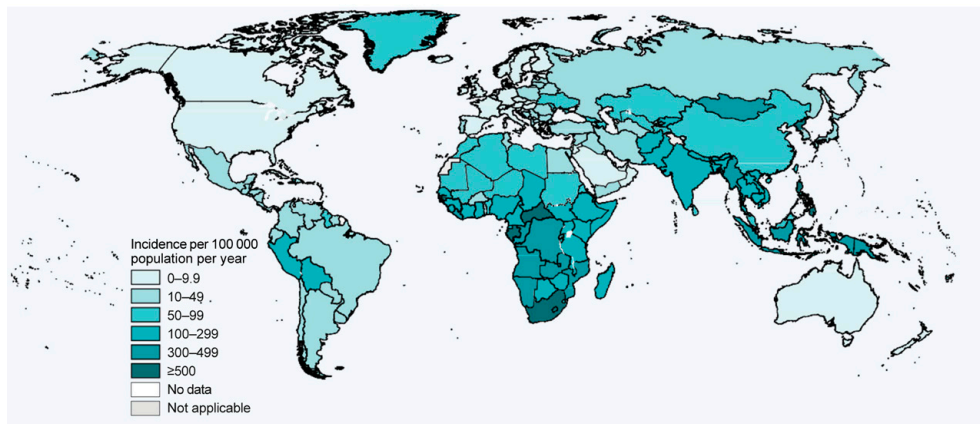 Incidence per 100 000
population per year
0–9.9
10–49
50–99
100–299
300–499
≥500
No data
Not applicable